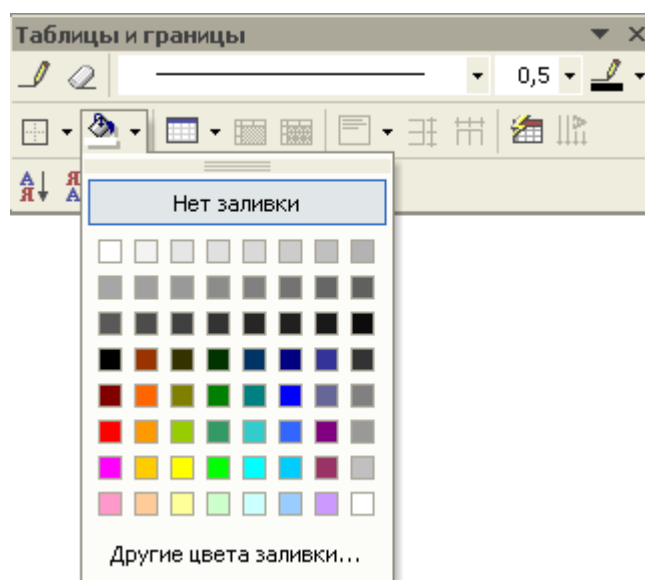 Таблицы и границы
0,5
А
Я
Я
А
Нет заливки
Другие цвета заливки...